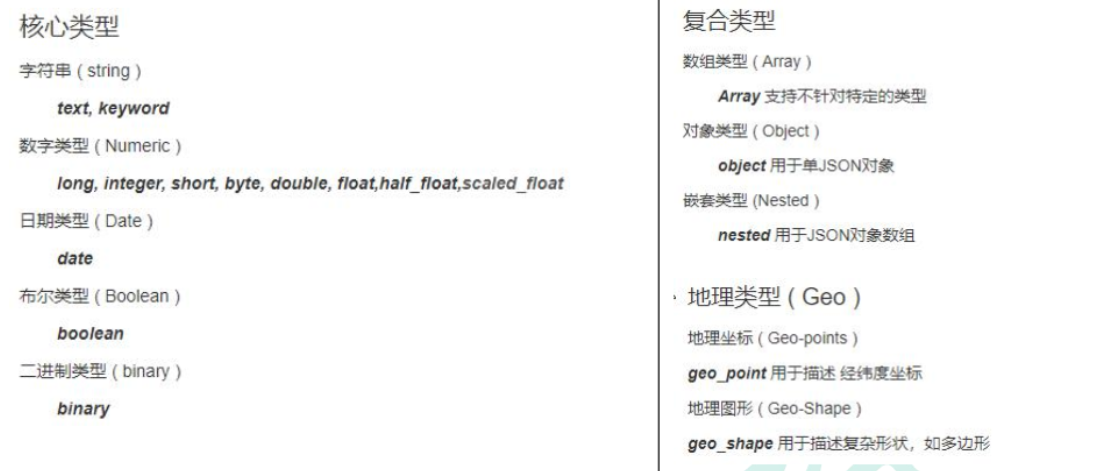 核心类型
字符串 ( string )
text, keyword
数字类型 ( Numeric )
long, integer, short, byte, double, float,half_float,scaled_float
日期类型 ( Date )
date
布尔类型 ( Boolean )
boolean
二进制类型 ( binary )
binary
复合类型
数组类型 ( Array )
Array 支持不针对特定的类型
对象类型 ( Object )
object 用于单JSON对象
嵌套类型 (Nested )
nested 用于JSON对象数组
地理类型 ( Geo )
地理坐标 ( Geo-points )
geo_point 用于描述 经纬度坐标
地理图形 ( Geo-Shape )
geo_shape 用于描述复杂形状，如多边形